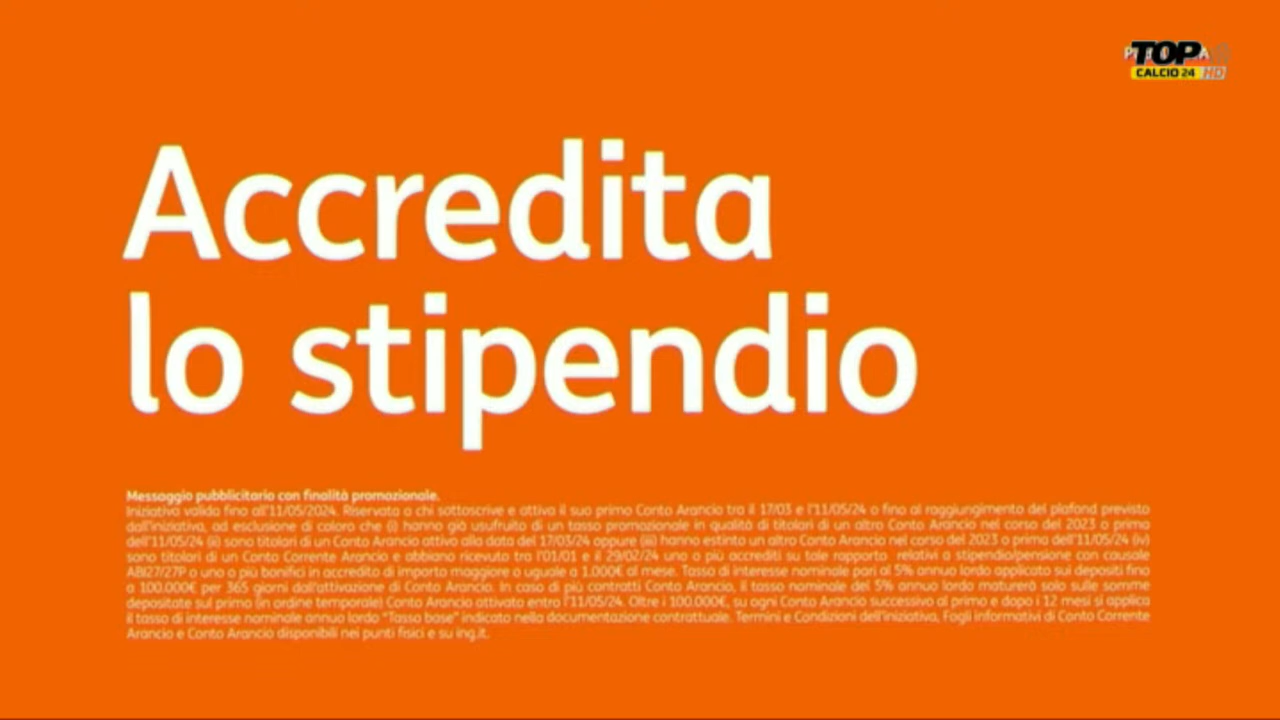 TOP
CALCIO 24 HD
Accredita
lo stipendio
Messaggio pubblicitario con finalità promozionale.
Iniziativa valida fino all'11/05/2024. Riservata a chi sottoscrive e attiva il suo primo Conto Arancio tra il 17/03 e l'11/05/24 o fino al raggiungimento del plafond previsto
dall'iniziativa, ad esclusione di coloro che (i) hanno già usufruito di un tasso promozionale in qualità di titolari di un altro Conto Arancio nel corso del 2023 o prima
dell'11/05/24 (ii) sono titolari di un Conto Arancio attivo alla data del 17/03/24 oppure (iii) hanno estinto un altro Conto Arancio nel corso del 2023 o prima dell'11/05/24 (iv)
sono titolari di un Conto Corrente Arancio e abbiano ricevuto tra l'01/01 e il 29/02/24 uno o più accrediti su tale rapporto relativi a stipendio/pensione con causale
ABI27/27P o uno o più bonifici in accredito di importo maggiore o uguale a 1.000€ al mese. Tasso di interesse nominale pari al 5% annuo lordo applicato sui depositi fino
a 100.000€ per 365 giorni dall'attivazione di Conto Arancio. In caso di più contratti Conto Arancio, il tasso nominale del 5% annuo lordo maturerà solo sulle somme
depositate sul primo (in ordine temporale) Conto Arancio attivato entro l'11/05/24. Oltre i 100.000€, su ogni Conto Arancio successivo al primo e dopo i 12 mesi si applica
il tasso di interesse nominale annuo lordo "Tasso base" indicato nella documentazione contrattuale. Termini e Condizioni dell'iniziativa, Fogli informativi di Conto Corrente
Arancio e Conto Arancio disponibili nei punti fisici e su ing.it.